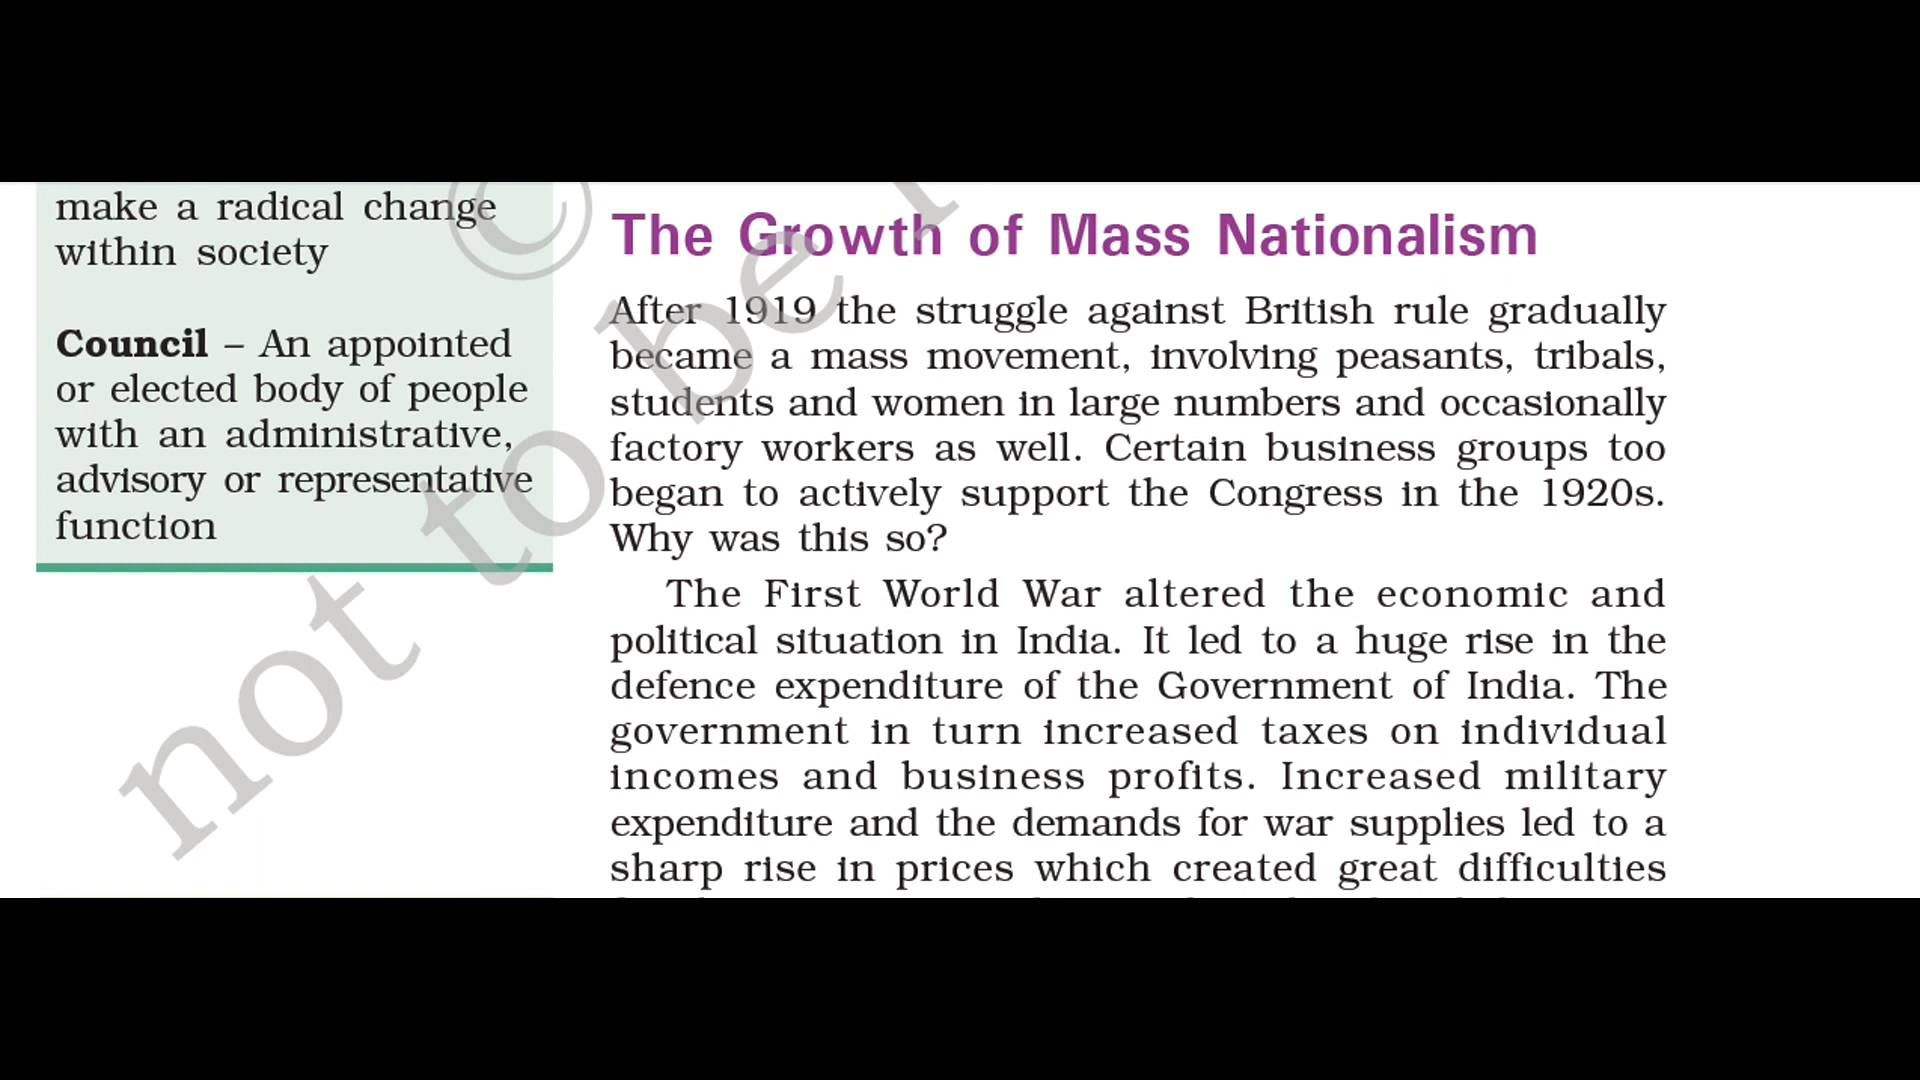 make a radical change
within society
Council – An appointed
or elected body of people
with an administrative,
advisory or representative
function
The Growth of Mass Nationalism
After 1919 the struggle against British rule gradually
became a mass movement, involving peasants, tribals,
students and women in large numbers and occasionally
factory workers as well. Certain business groups too
began to actively support the Congress in the 1920s.
Why was this so?
The First World War altered the economic and
political situation in India. It led to a huge rise in the
defence expenditure of the Government of India. The
government in turn increased taxes on individual
incomes and business profits. Increased military
expenditure and the demands for war supplies led to a
sharp rise in prices which created great difficulties
©
not to be